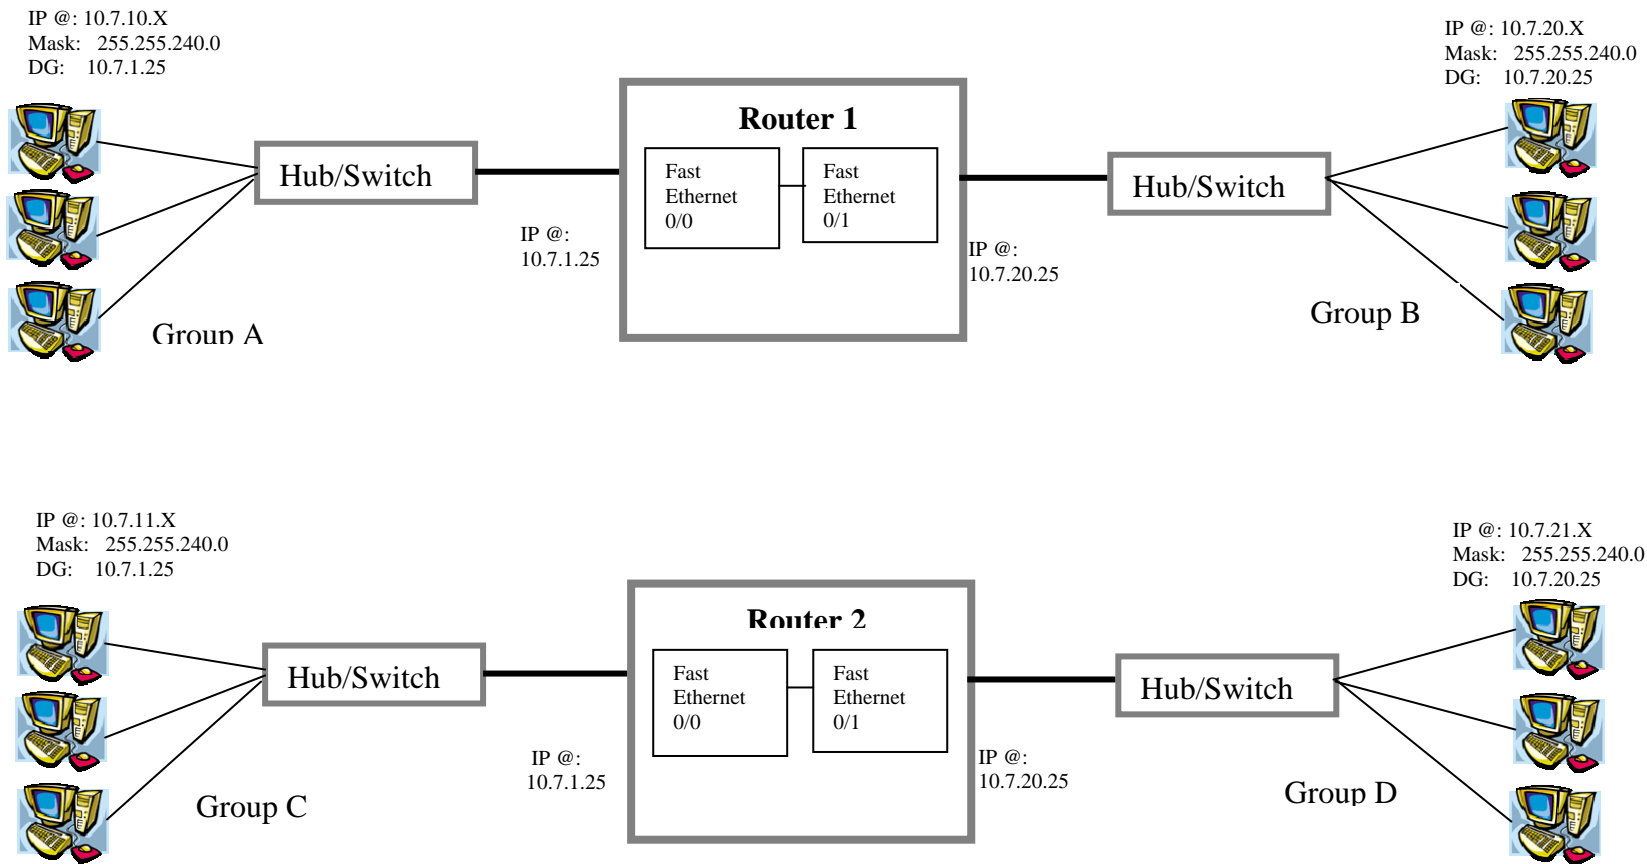 IP @: 10.7.10.X
Mask: 255.255.240.0
DG: 10.7.1.25
IP @: 10.7.20.X
Mask: 255.255.240.0
DG: 10.7.20.25
Router 1
Hub/Switch
Fast
Ethernet
0/0
Fast
Ethernet
0/1
Hub/Switch
IP @:
10.7.1.25
IP @:
10.7.20.25
Group A
Group B
IP @: 10.7.11.X
Mask: 255.255.240.0
DG: 10.7.1.25
IP @: 10.7.21.X
Mask: 255.255.240.0
DG: 10.7.20.25
Router 2
Hub/Switch
Fast
Ethernet
0/0
Fast
Ethernet
0/1
Hub/Switch
IP @:
10.7.1.25
IP @:
10.7.20.25
Group C
Group D